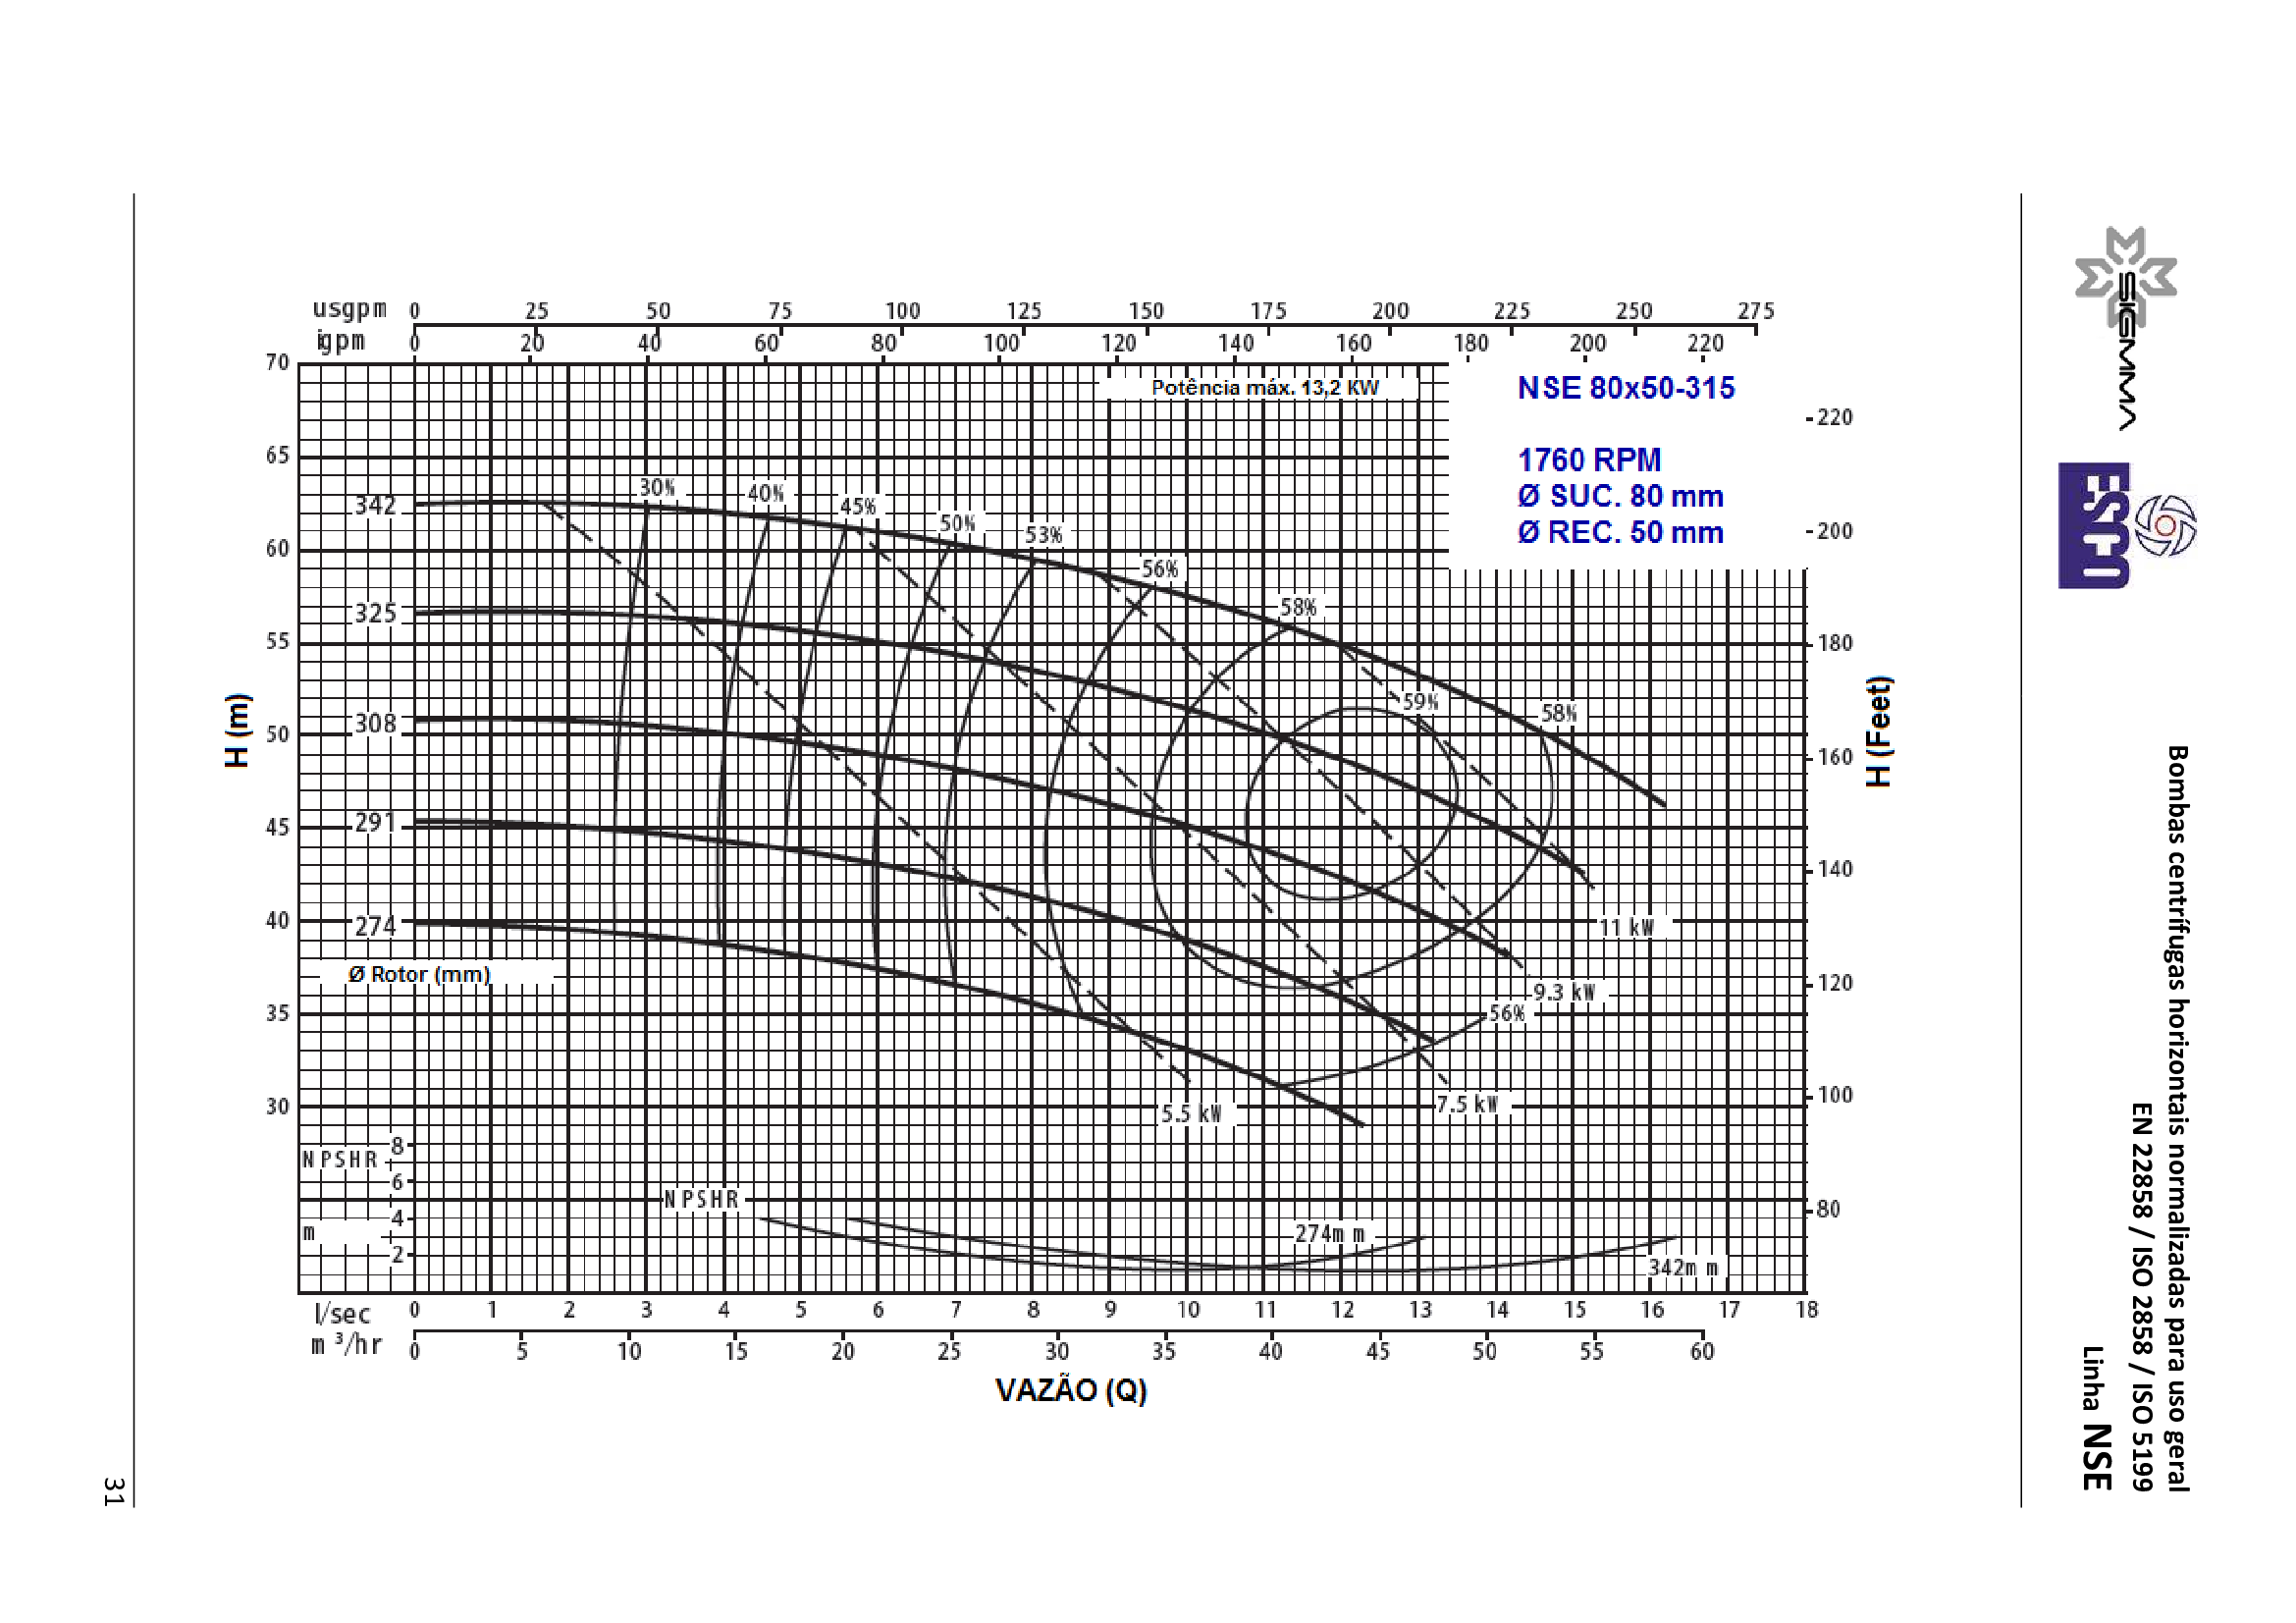 usgpm 0 25 50 75 100 125 150 175 200 225 250 275
igpm 0 20 40 60 80 100 120 140 160 180 200 220
Potência máx. 13,2 KW
NSE 80x50-315
1760 RPM
Ø SUC. 80 mm
Ø REC. 50 mm
H (m)
70
65
60
55
50
45
40
35
30
342
325
308
291
274
Ø Rotor (mm)
30%
40%
45%
50%
53%
56%
58%
59%
58%
56%
11 kW
9.3 kW
7.5 kW
5.5 kW
H (Feet)
220
200
180
160
140
120
100
80
NPSHR
m
8
6
4
2
NPSHR
274mm
342mm
l/sec 0 1 2 3 4 5 6 7 8 9 10 11 12 13 14 15 16 17 18
m³/hr 0 5 10 15 20 25 30 35 40 45 50 55 60
VAZÃO (Q)
SIGMMA
ESCO
Bombas centrífugas horizontais normalizadas para uso geral
EN 22858 / ISO 2858 / ISO 5199
Linha NSE
31